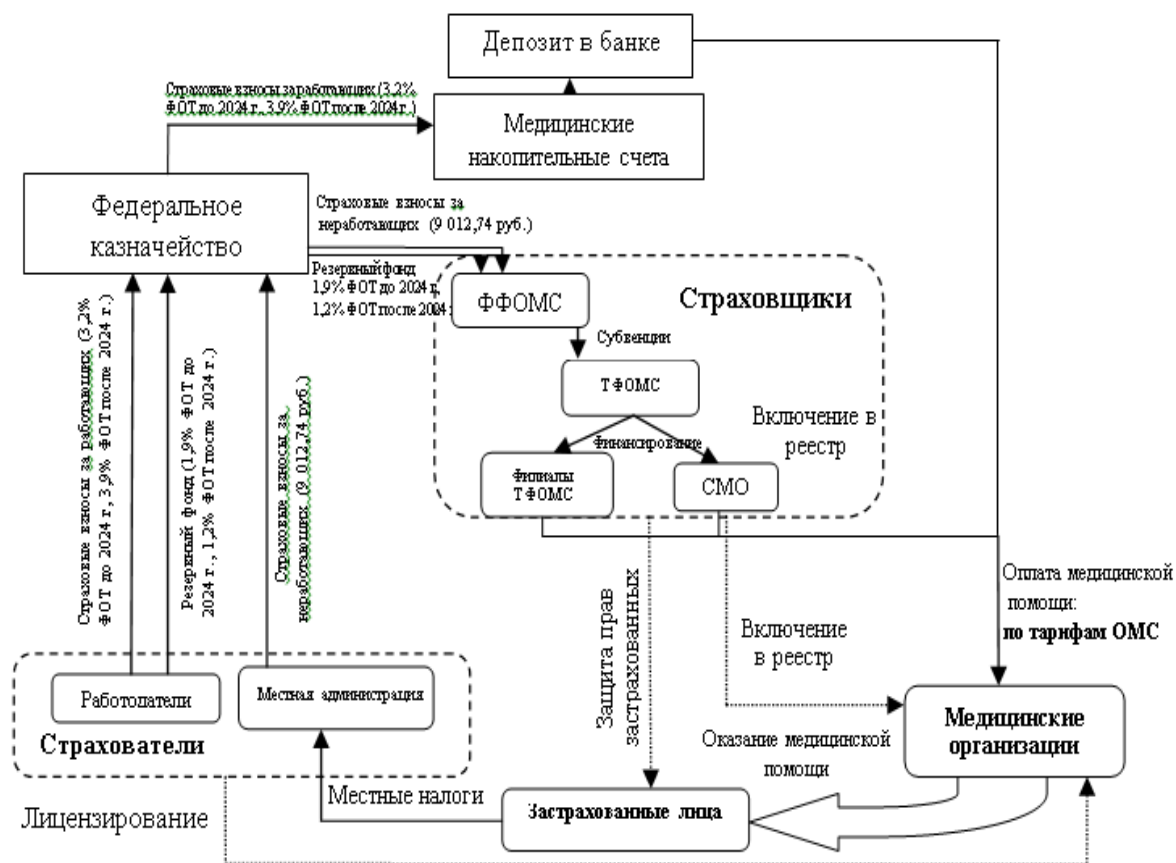 Депозит в банке
Страховые взносы за работающих (3,2%
ФОТ до 2024 г., 3,9% ФОТ после 2024 г.)
Медицинские
накопительные счета
Федеральное
казначейство
Страховые взносы за
неработающих (9 012,74 руб.)
Резервный фонд
1,9% ФОТ до 2024 г,
1,2% ФОТ после 2024 г
ФФОМС
Страховщики
Субвенции
ТФОМС
Включение в
реестр
Финансирование
Филиалы
ТФОМС
СМО
Страховые взносы за работающих (3,2%
ФОТ до 2024 г, 3,9% ФОТ после 2024 г.)
Резервный фонд (1,9% ФОТ до
2024 г., 1,2% ФОТ после 2024 г.)
Страховые взносы за
неработающих (9 012,74 руб.)
Защита прав
застрахованных
Включение
в реестр
Оплата медицинской
помощи:
по тарифам ОМС
Работодатели
Местная администрация
Страхователи
Медицинские
организации
Оказание медицинской
помощи
Местные налоги
Застрахованные лица
Лицензирование